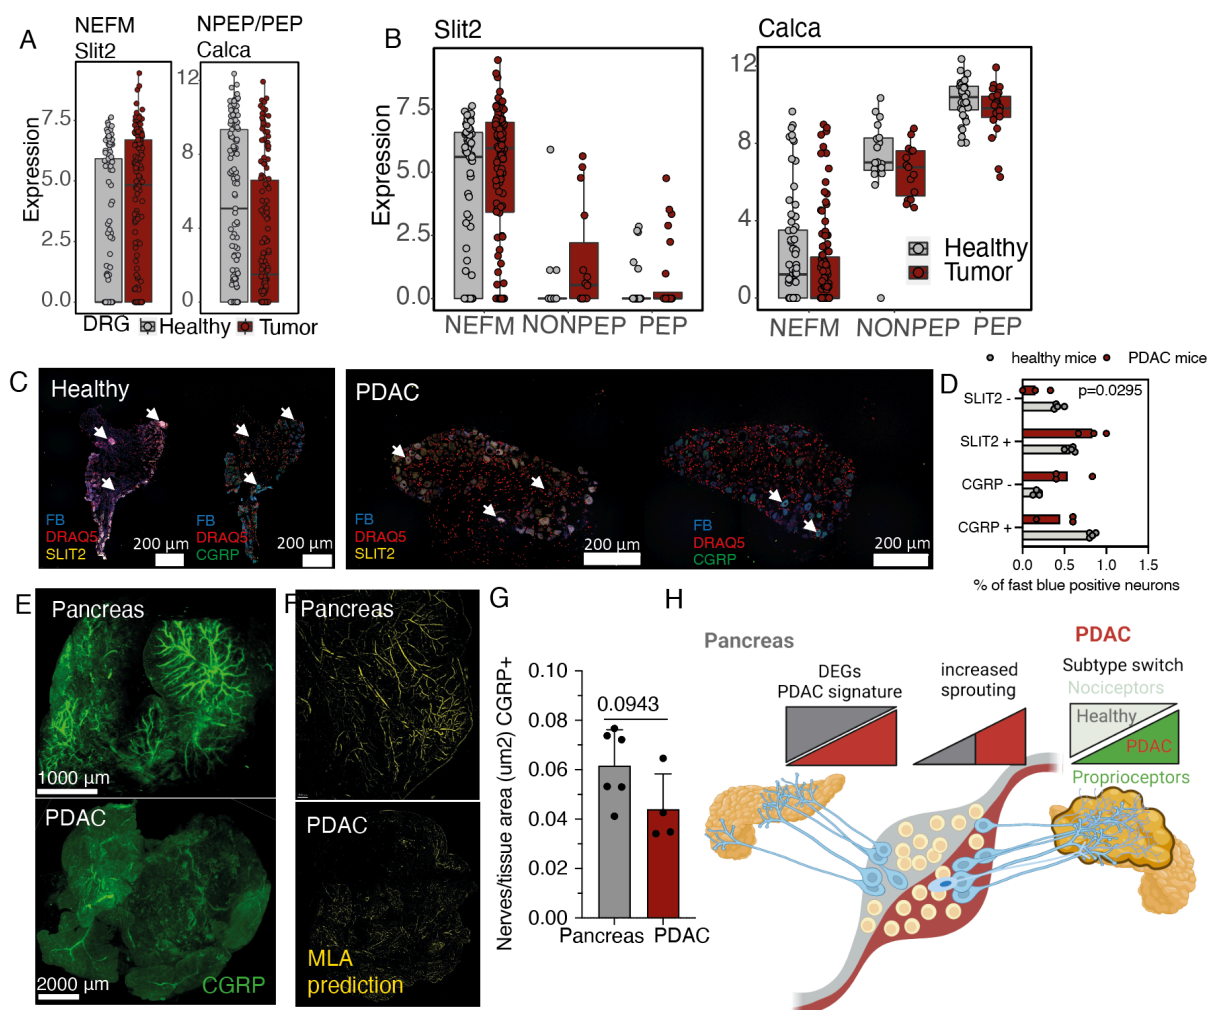 A
NEFM
Slit2
NPEP/PEP
Calca
Expression
7.5
5.0
2.5
0.0
12
8
4
0
DRG Healthy Tumor
B
Slit2
Expression
7.5
5.0
2.5
0.0
NEFM NONPEP PEP
Calca
12
8
4
0
NEFM NONPEP PEP
Healthy
Tumor
C
Healthy
FB
DRAQ5
SLIT2
200 µm
FB
DRAQ5
CGRP
200 µm
PDAC
FB
DRAQ5
SLIT2
200 µm
FB
DRAQ5
CGRP
200 µm
healthy mice PDAC mice
D
p=0.0295
SLIT2 -
SLIT2 +
CGRP -
CGRP +
0.0 0.5 1.0 1.5
% of fast blue positive neurons
E
Pancreas
1000 µm
PDAC
2000 µm
CGRP
F
Pancreas
PDAC
MLA
prediction
G
Nerves/tissue area (um2) CGRP+
0.10
0.08
0.06
0.04
0.02
0.00
0.0943
Pancreas PDAC
H
Pancreas
DEGs
PDAC signature
increased
sprouting
PDAC
Subtype switch
Nociceptors
Healthy
PDAC
Proprioceptors